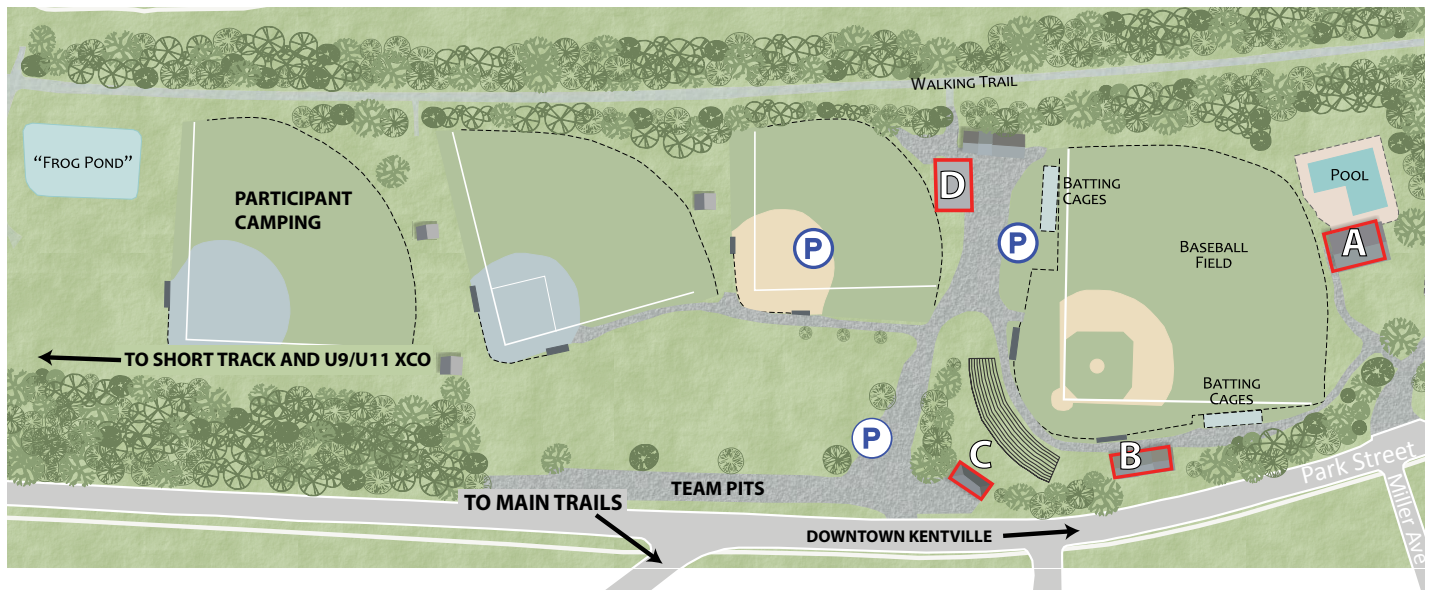 WALKING TRAIL
"FROG POND"
PARTICIPANT
CAMPING
D
BATTING
CAGES
POOL
P
P
BASEBALL
FIELD
A
TO SHORT TRACK AND U9/U11 XCO
BATTING
CAGES
P
C
B
Park Street
Miller Ave
TEAM PITS
TO MAIN TRAILS
DOWNTOWN KENTVILLE